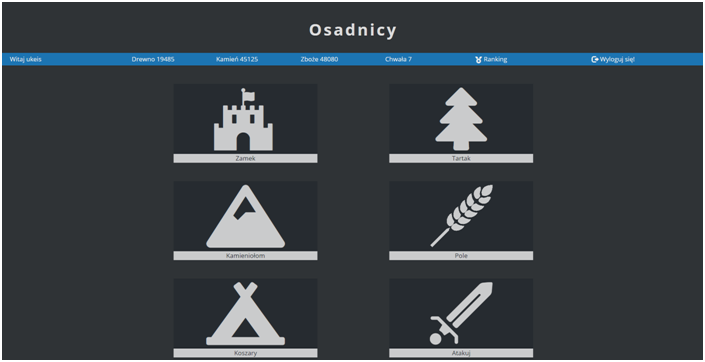 Osadnicy
Witaj ukeis Drewno 19485 Kamień 45125 Zboże 48080 Chwała 7 Ranking Wyloguj się!
Zamek Tartak
Kamieniołom Pole
Koszary Atakuj